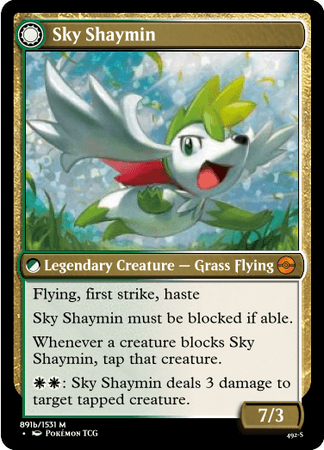 Sky Shaymin
Legendary Creature — Grass Flying
Flying, first strike, haste
Sky Shaymin must be blocked if able.
Whenever a creature blocks Sky
Shaymin, tap that creature.
: Sky Shaymin deals 3 damage to
target tapped creature.
7/3
891b/1531 M
• Pokémon TCG
492-S